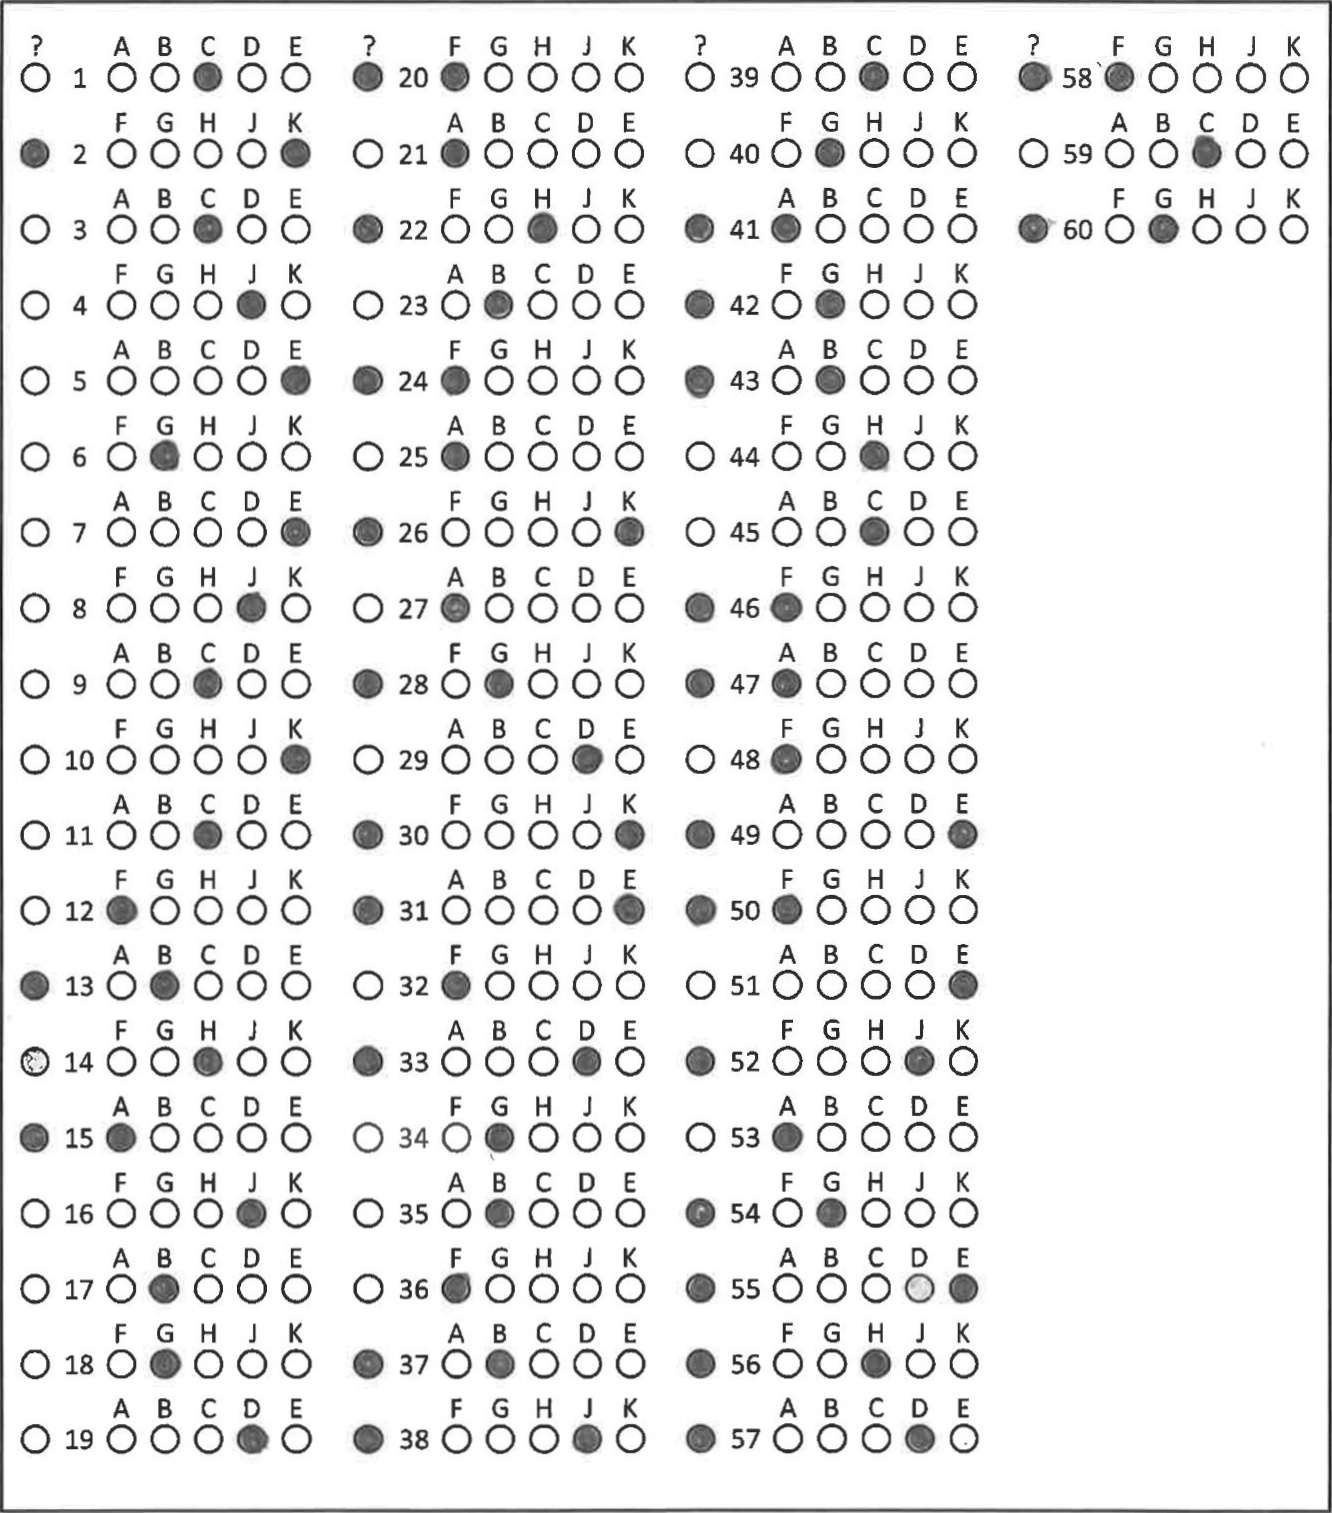 ? A B C D E ? F G H J K ? A B C D E ? F G H J K
1 20 39 58
F G H J K A B C D E F G H J K A B C D E
2 21 40 59
A B C D E F G H J K A B C D E F G H J K
3 22 41 60
F G H J K A B C D E F G H J K
4 23 42
A B C D E F G H J K A B C D E
5 24 43
F G H J K A B C D E F G H J K
6 25 44
A B C D E F G H J K A B C D E
7 26 45
F G H J K A B C D E F G H J K
8 27 46
A B C D E F G H J K A B C D E
9 28 47
F G H J K A B C D E F G H J K
10 29 48
A B C D E F G H J K A B C D E
11 30 49
F G H J K A B C D E F G H J K
12 31 50
A B C D E F G H J K A B C D E
13 32 51
F G H J K A B C D E F G H J K
14 33 52
A B C D E F G H J K A B C D E
15 34 53
F G H J K A B C D E F G H J K
16 35 54
A B C D E F G H J K A B C D E
17 36 55
F G H J K A B C D E F G H J K
18 37 56
A B C D E F G H J K A B C D E
19 38 57